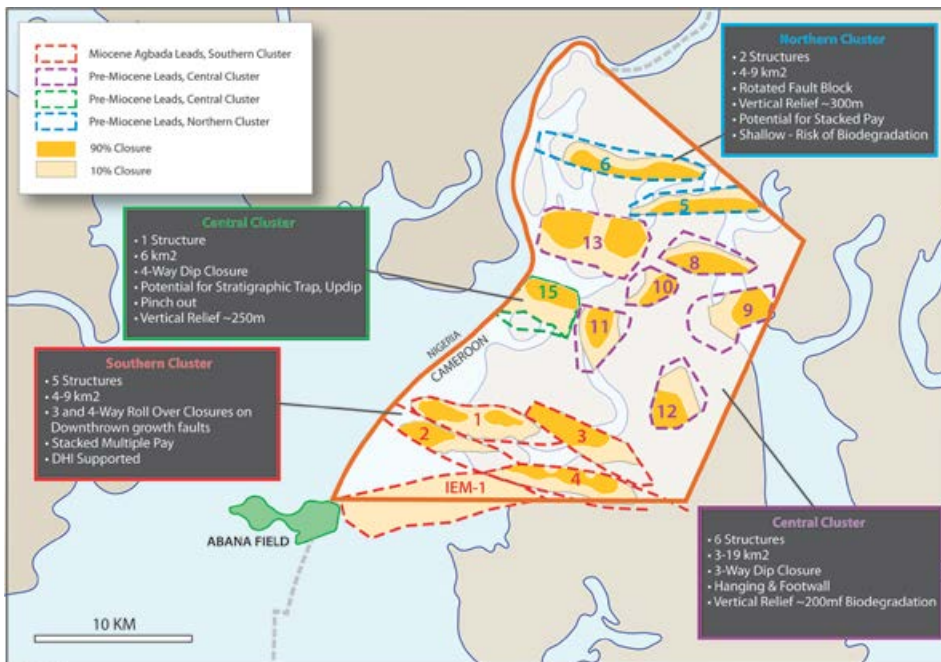 Miocene Agbada Leads, Southern Cluster
Pre-Miocene Leads, Central Cluster
Pre-Miocene Leads, Central Cluster
Pre-Miocene Leads, Northern Cluster
90% Closure
10% Closure
Northern Cluster
• 2 Structures
• 4-9 km2
• Rotated Fault Block
• Vertical Relief ~300m
• Potential for Stacked Pay
• Shallow - Risk of Biodegradation
6
5
13
8
10
9
15
11
12
Central Cluster
• 1 Structure
• 6 km2
• 4-Way Dip Closure
• Potential for Stratigraphic Trap, Updip
• Pinch out
• Vertical Relief ~250m
NIGERIA
CAMEROON
Southern Cluster
• 5 Structures
• 4-9 km2
• 3 and 4-Way Roll Over Closures on
Downthrown growth faults
• Stacked Multiple Pay
• DHI Supported
1
2
3
4
IEM-1
ABANA FIELD
Central Cluster
• 6 Structures
• 3-19 km2
• 3-Way Dip Closure
• Hanging & Footwall
• Vertical Relief ~200mf Biodegradation
10 KM